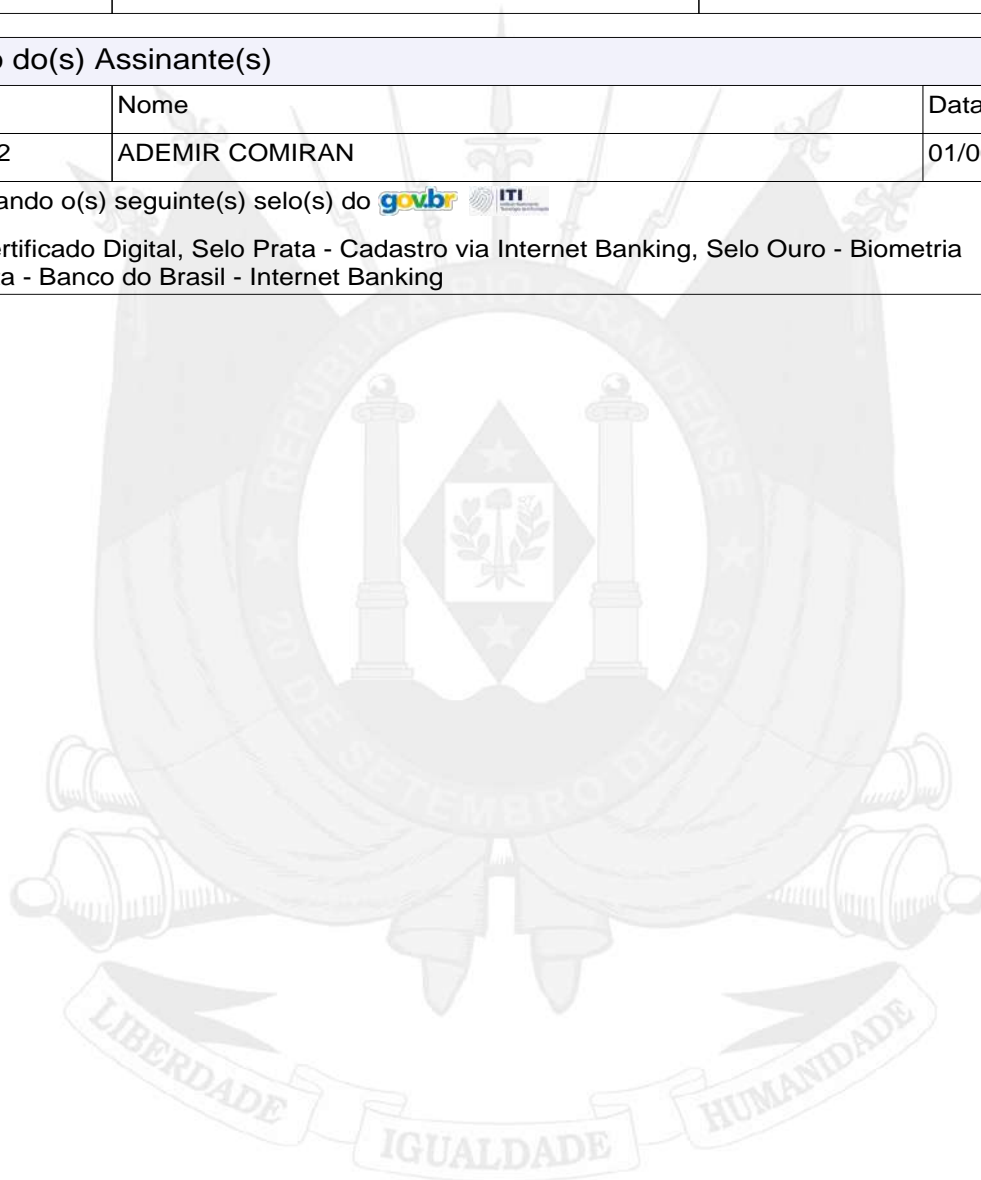 o do(s) Assinante(s)
Nome Data
2 ADEMIR COMIRAN 01/0
ando o(s) seguinte(s) selo(s) do gov.br ITI
ertificado Digital, Selo Prata - Cadastro via Internet Banking, Selo Ouro - Biometria
a - Banco do Brasil - Internet Banking
REPÚBLICA RIO GRANDENSE
20 DE SETEMBRO DE 1835
LIBERDADE IGUALDADE HUMANIDADE